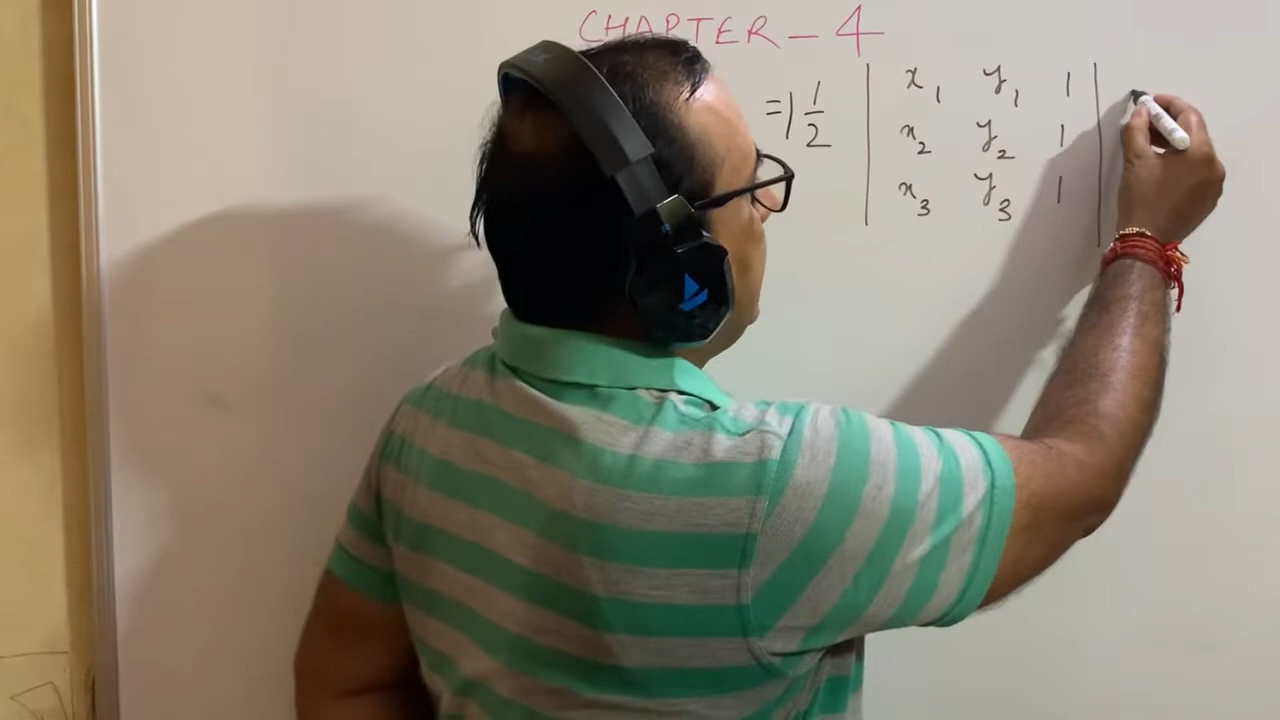 CHAPTER - 4
= | 1/2 | x₁ y₁ 1 |
x₂ y₂ 1
x₃ y₃ 1